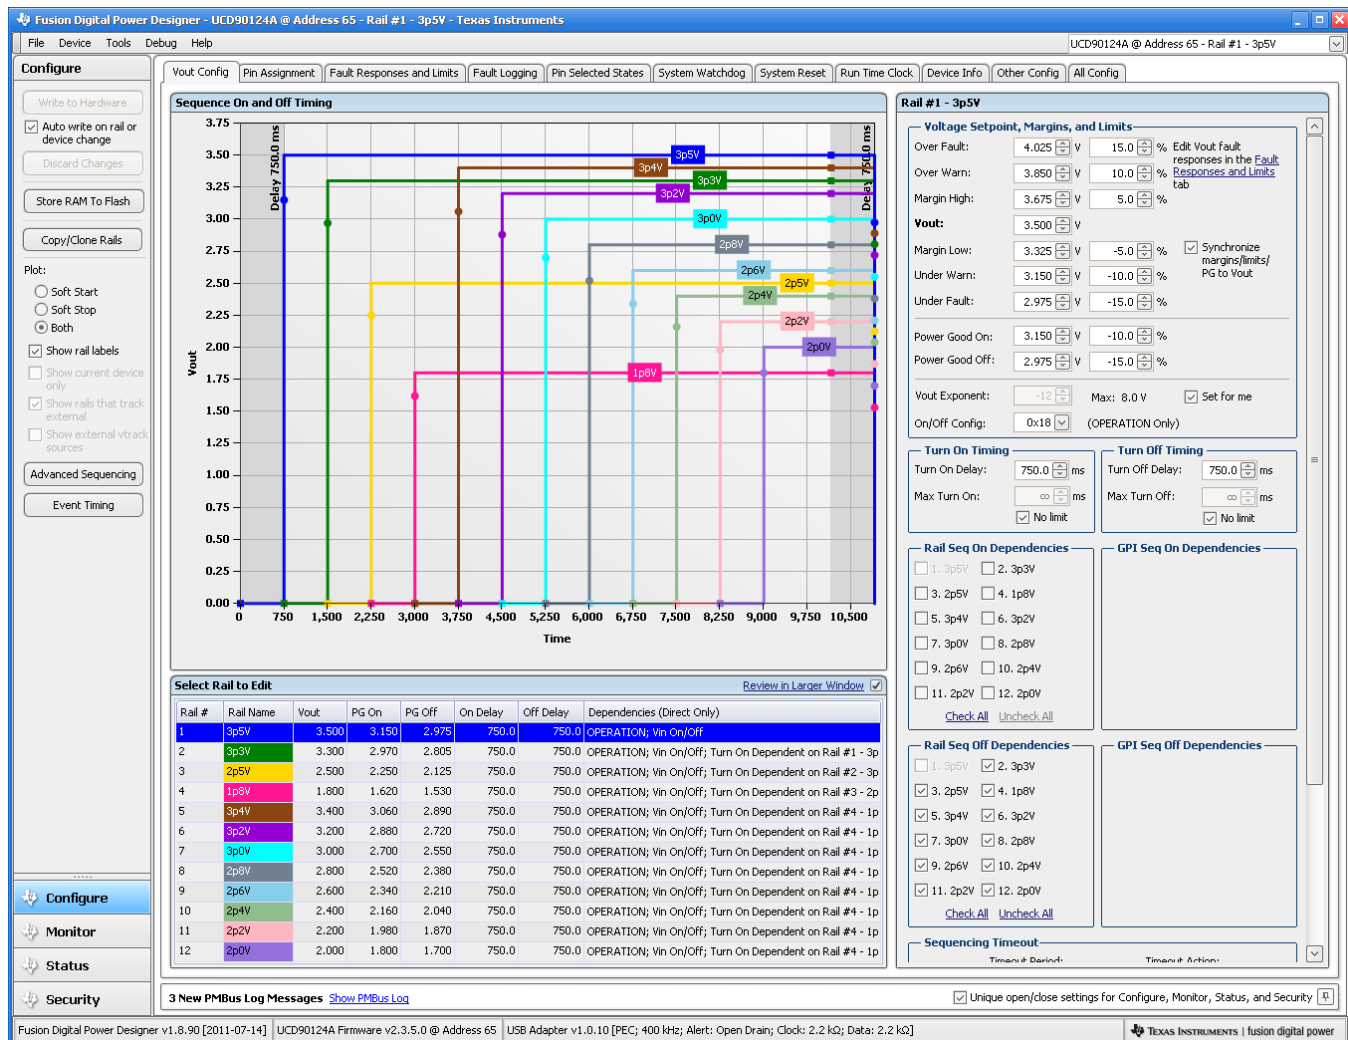 Fusion Digital Power Designer - UCD90124A @ Address 65 - Rail #1 - 3p5V - Texas Instruments
File Device Tools Debug Help
UCD90124A @ Address 65 - Rail #1 - 3p5V
Configure
Write to Hardware
Auto write on rail or
device change
Discard Changes
Store RAM To Flash
Copy/Clone Rails
Plot:
Soft Start
Soft Stop
Both
Show rail labels
Show current device
only
Show rails that track
external
Show external vtrack
sources
Advanced Sequencing
Event Timing
Configure
Monitor
Status
Security
Vout Config Pin Assignment Fault Responses and Limits Fault Logging Pin Selected States System Watchdog System Reset Run Time Clock Device Info Other Config All Config
Sequence On and Off Timing
Vout
3.75
3.50
3.25
3.00
2.75
2.50
2.25
2.00
1.75
1.50
1.25
1.00
0.75
0.50
0.25
0.00
Delay 750.0 ms
Delay 750.0 ms
3p5V
3p4V
3p3V
3p2V
3p0V
2p8V
2p6V
2p5V
2p4V
2p2V
2p0V
1p8V
0 750 1,500 2,250 3,000 3,750 4,500 5,250 6,000 6,750 7,500 8,250 9,000 9,750 10,500
Time
Select Rail to Edit Review in Larger Window
Rail # Rail Name Vout PG On PG Off On Delay Off Delay Dependencies (Direct Only)
1 3p5V 3.500 3.150 2.975 750.0 750.0 OPERATION; Vin On/Off
2 3p3V 3.300 2.970 2.805 750.0 750.0 OPERATION; Vin On/Off; Turn On Dependent on Rail #1 - 3p
3 2p5V 2.500 2.250 2.125 750.0 750.0 OPERATION; Vin On/Off; Turn On Dependent on Rail #2 - 3p
4 1p8V 1.800 1.620 1.530 750.0 750.0 OPERATION; Vin On/Off; Turn On Dependent on Rail #3 - 2p
5 3p4V 3.400 3.060 2.890 750.0 750.0 OPERATION; Vin On/Off; Turn On Dependent on Rail #4 - 1p
6 3p2V 3.200 2.880 2.720 750.0 750.0 OPERATION; Vin On/Off; Turn On Dependent on Rail #4 - 1p
7 3p0V 3.000 2.700 2.550 750.0 750.0 OPERATION; Vin On/Off; Turn On Dependent on Rail #4 - 1p
8 2p8V 2.800 2.520 2.380 750.0 750.0 OPERATION; Vin On/Off; Turn On Dependent on Rail #4 - 1p
9 2p6V 2.600 2.340 2.210 750.0 750.0 OPERATION; Vin On/Off; Turn On Dependent on Rail #4 - 1p
10 2p4V 2.400 2.160 2.040 750.0 750.0 OPERATION; Vin On/Off; Turn On Dependent on Rail #4 - 1p
11 2p2V 2.200 1.980 1.870 750.0 750.0 OPERATION; Vin On/Off; Turn On Dependent on Rail #4 - 1p
12 2p0V 2.000 1.800 1.700 750.0 750.0 OPERATION; Vin On/Off; Turn On Dependent on Rail #4 - 1p
Rail #1 - 3p5V
Voltage Setpoint, Margins, and Limits
Over Fault: 4.025 V 15.0 %
Over Warn: 3.850 V 10.0 %
Margin High: 3.675 V 5.0 %
Edit Vout fault
responses in the Fault
Responses and Limits
tab
Vout: 3.500 V
Margin Low: 3.325 V -5.0 %
Under Warn: 3.150 V -10.0 %
Under Fault: 2.975 V -15.0 %
Synchronize
margins/limits/
PG to Vout
Power Good On: 3.150 V -10.0 %
Power Good Off: 2.975 V -15.0 %
Vout Exponent: -12 Max: 8.0 V Set for me
On/Off Config: 0x18 (OPERATION Only)
Turn On Timing
Turn On Delay: 750.0 ms
Max Turn On: ∞ ms
No limit
Turn Off Timing
Turn Off Delay: 750.0 ms
Max Turn Off: ∞ ms
No limit
Rail Seq On Dependencies
1. 3p5V 2. 3p3V
3. 2p5V 4. 1p8V
5. 3p4V 6. 3p2V
7. 3p0V 8. 2p8V
9. 2p6V 10. 2p4V
11. 2p2V 12. 2p0V
Check All Uncheck All
GPI Seq On Dependencies
Rail Seq Off Dependencies
1. 3p5V 2. 3p3V
3. 2p5V 4. 1p8V
5. 3p4V 6. 3p2V
7. 3p0V 8. 2p8V
9. 2p6V 10. 2p4V
11. 2p2V 12. 2p0V
Check All Uncheck All
GPI Seq Off Dependencies
Sequencing Timeout
Timeout Period: Timeout Action:
3 New PMBus Log Messages Show PMBus Log
Unique open/close settings for Configure, Monitor, Status, and Security
Fusion Digital Power Designer v1.8.90 [2011-07-14] UCD90124A Firmware v2.3.5.0 @ Address 65 USB Adapter v1.0.10 [PEC; 400 kHz; Alert: Open Drain; Clock: 2.2 kΩ; Data: 2.2 kΩ] TEXAS INSTRUMENTS | fusion digital power